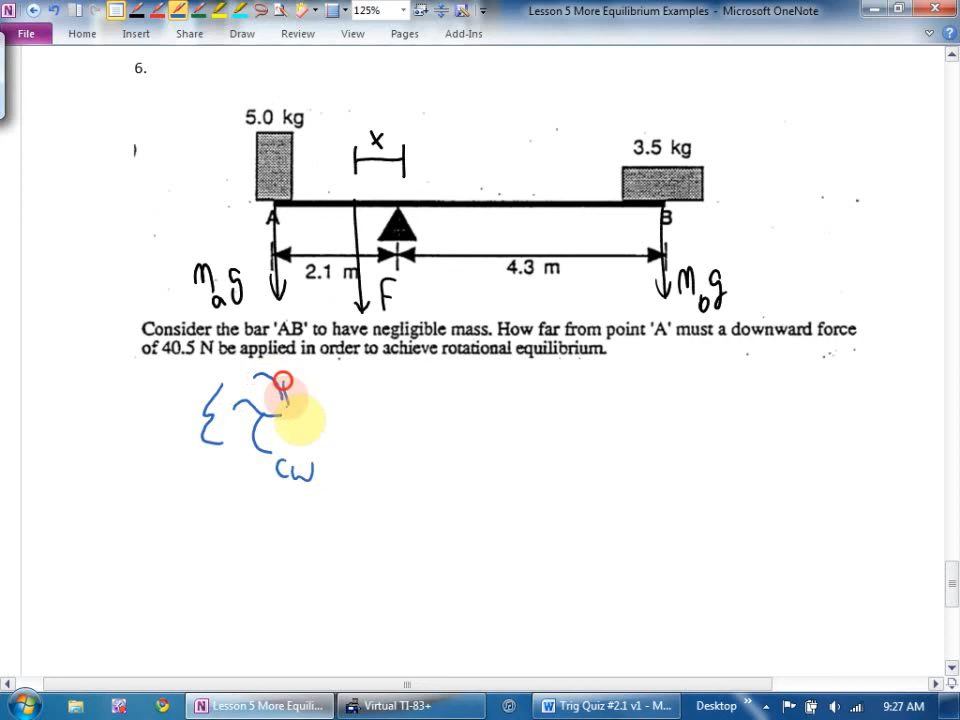 Lesson 5 More Equilibrium Examples - Microsoft OneNote
125%
File Home Insert Share Draw Review View Pages Add-Ins
6.
5.0 kg
x
3.5 kg
A
B
2.1 m
4.3 m
mag
F
mbg
Consider the bar 'AB' to have negligible mass. How far from point 'A' must a downward force
of 40.5 N be applied in order to achieve rotational equilibrium.
Στ
cw
Lesson 5 More Equili...
Virtual TI-83+
Trig Quiz #2.1 v1 - M...
Desktop
9:27 AM